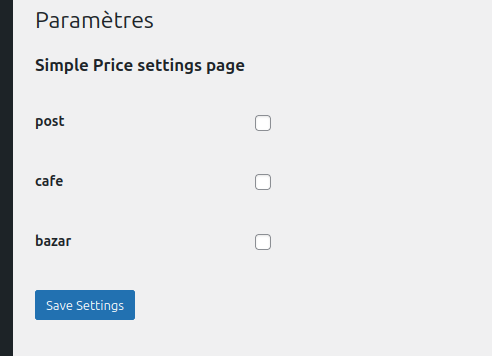 Paramètres
Simple Price settings page
post
cafe
bazar
Save Settings